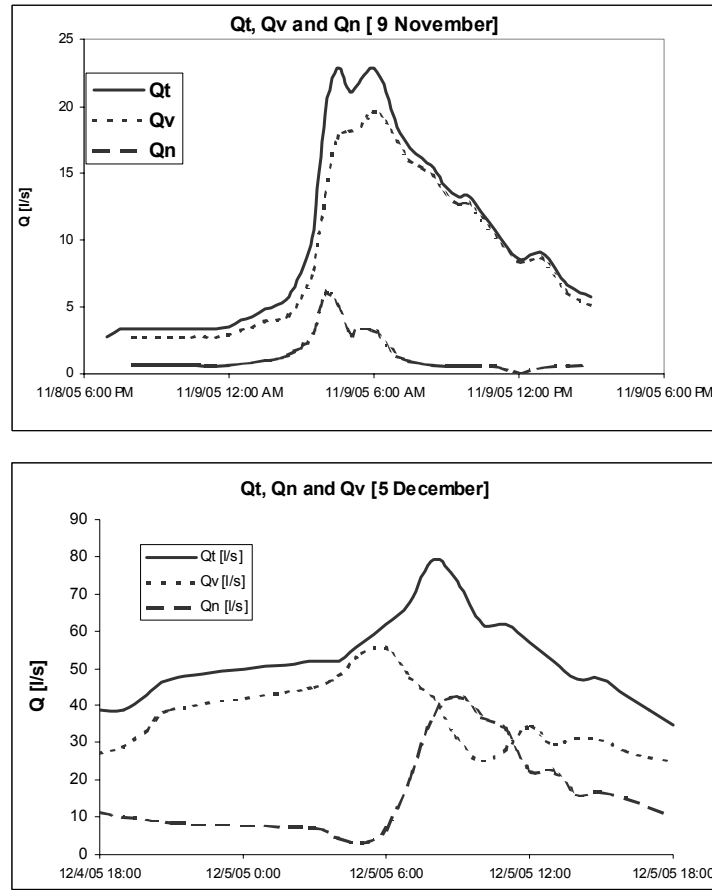 Qt, Qv and Qn [ 9 November]
25
20
15
10
5
0
Q [l/s]
Qt
Qv
Qn
11/8/05 6:00 PM 11/9/05 12:00 AM 11/9/05 6:00 AM 11/9/05 12:00 PM 11/9/05 6:00 PM
Qt, Qn and Qv [5 December]
90
80
70
60
50
40
30
20
10
0
Q [l/s]
Qt [l/s]
Qv [l/s]
Qn [l/s]
12/4/05 18:00 12/5/05 0:00 12/5/05 6:00 12/5/05 12:00 12/5/05 18:00